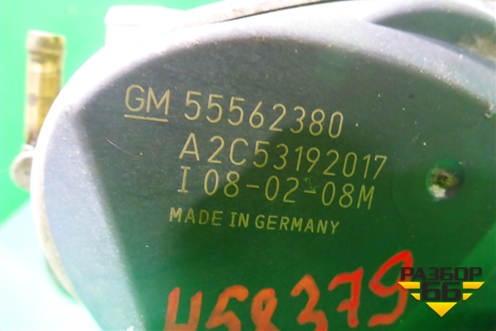 GM 55562380
A2C53192017
I 08-02-08M
MADE IN GERMANY
458379
РАЗБОР
66